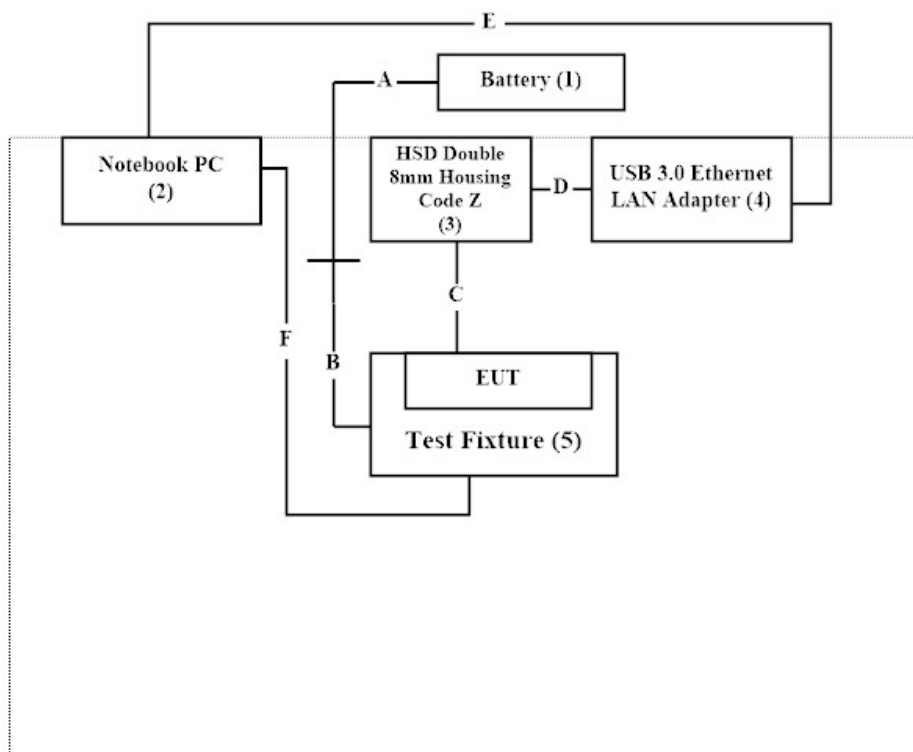 E
A
Battery (1)
Notebook PC
(2)
HSD Double
8mm Housing
Code Z
(3)
D
USB 3.0 Ethernet
LAN Adapter (4)
C
F
B
EUT
Test Fixture (5)